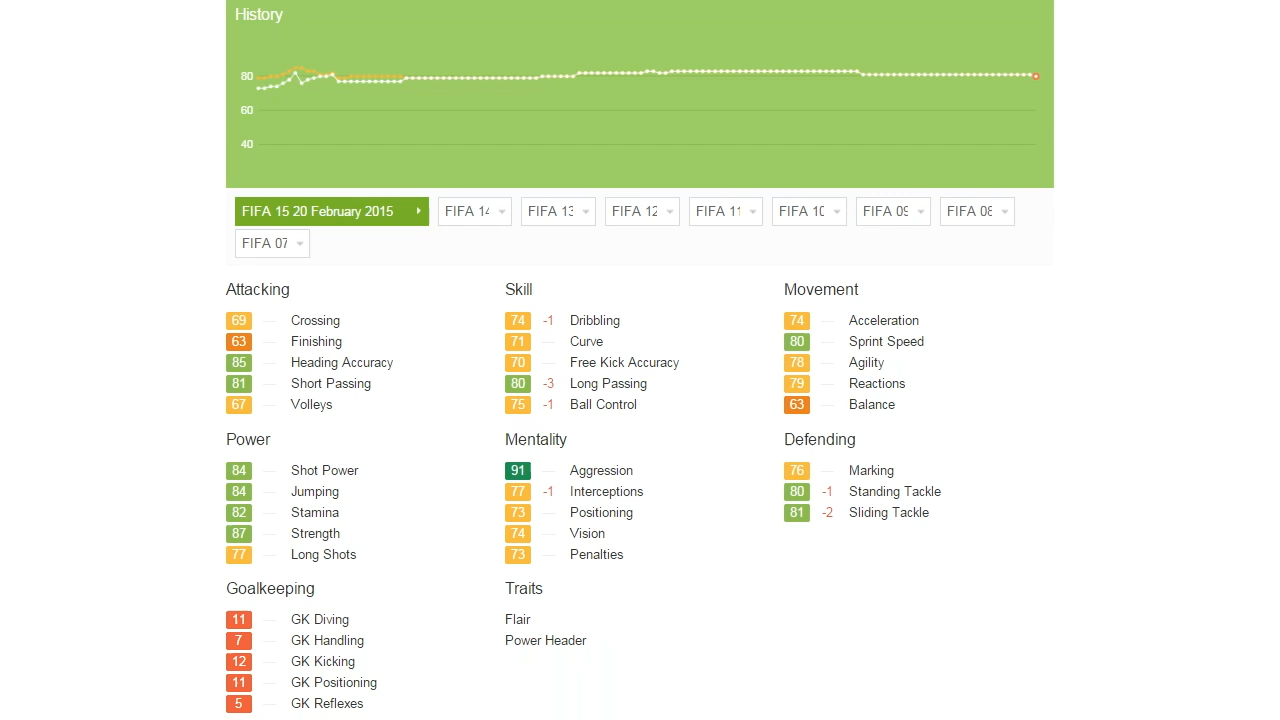 History
80
60
40
FIFA 15 20 February 2015
FIFA 14
FIFA 13
FIFA 12
FIFA 11
FIFA 10
FIFA 09
FIFA 08
FIFA 07
Attacking
69 Crossing
63 Finishing
85 Heading Accuracy
81 Short Passing
67 Volleys
Skill
74 -1 Dribbling
71 Curve
70 Free Kick Accuracy
80 -3 Long Passing
75 -1 Ball Control
Movement
74 Acceleration
80 Sprint Speed
78 Agility
79 Reactions
63 Balance
Power
84 Shot Power
84 Jumping
82 Stamina
87 Strength
77 Long Shots
Mentality
91 Aggression
77 -1 Interceptions
73 Positioning
74 Vision
73 Penalties
Defending
76 Marking
80 -1 Standing Tackle
81 -2 Sliding Tackle
Goalkeeping
11 GK Diving
7 GK Handling
12 GK Kicking
11 GK Positioning
5 GK Reflexes
Traits
Flair
Power Header